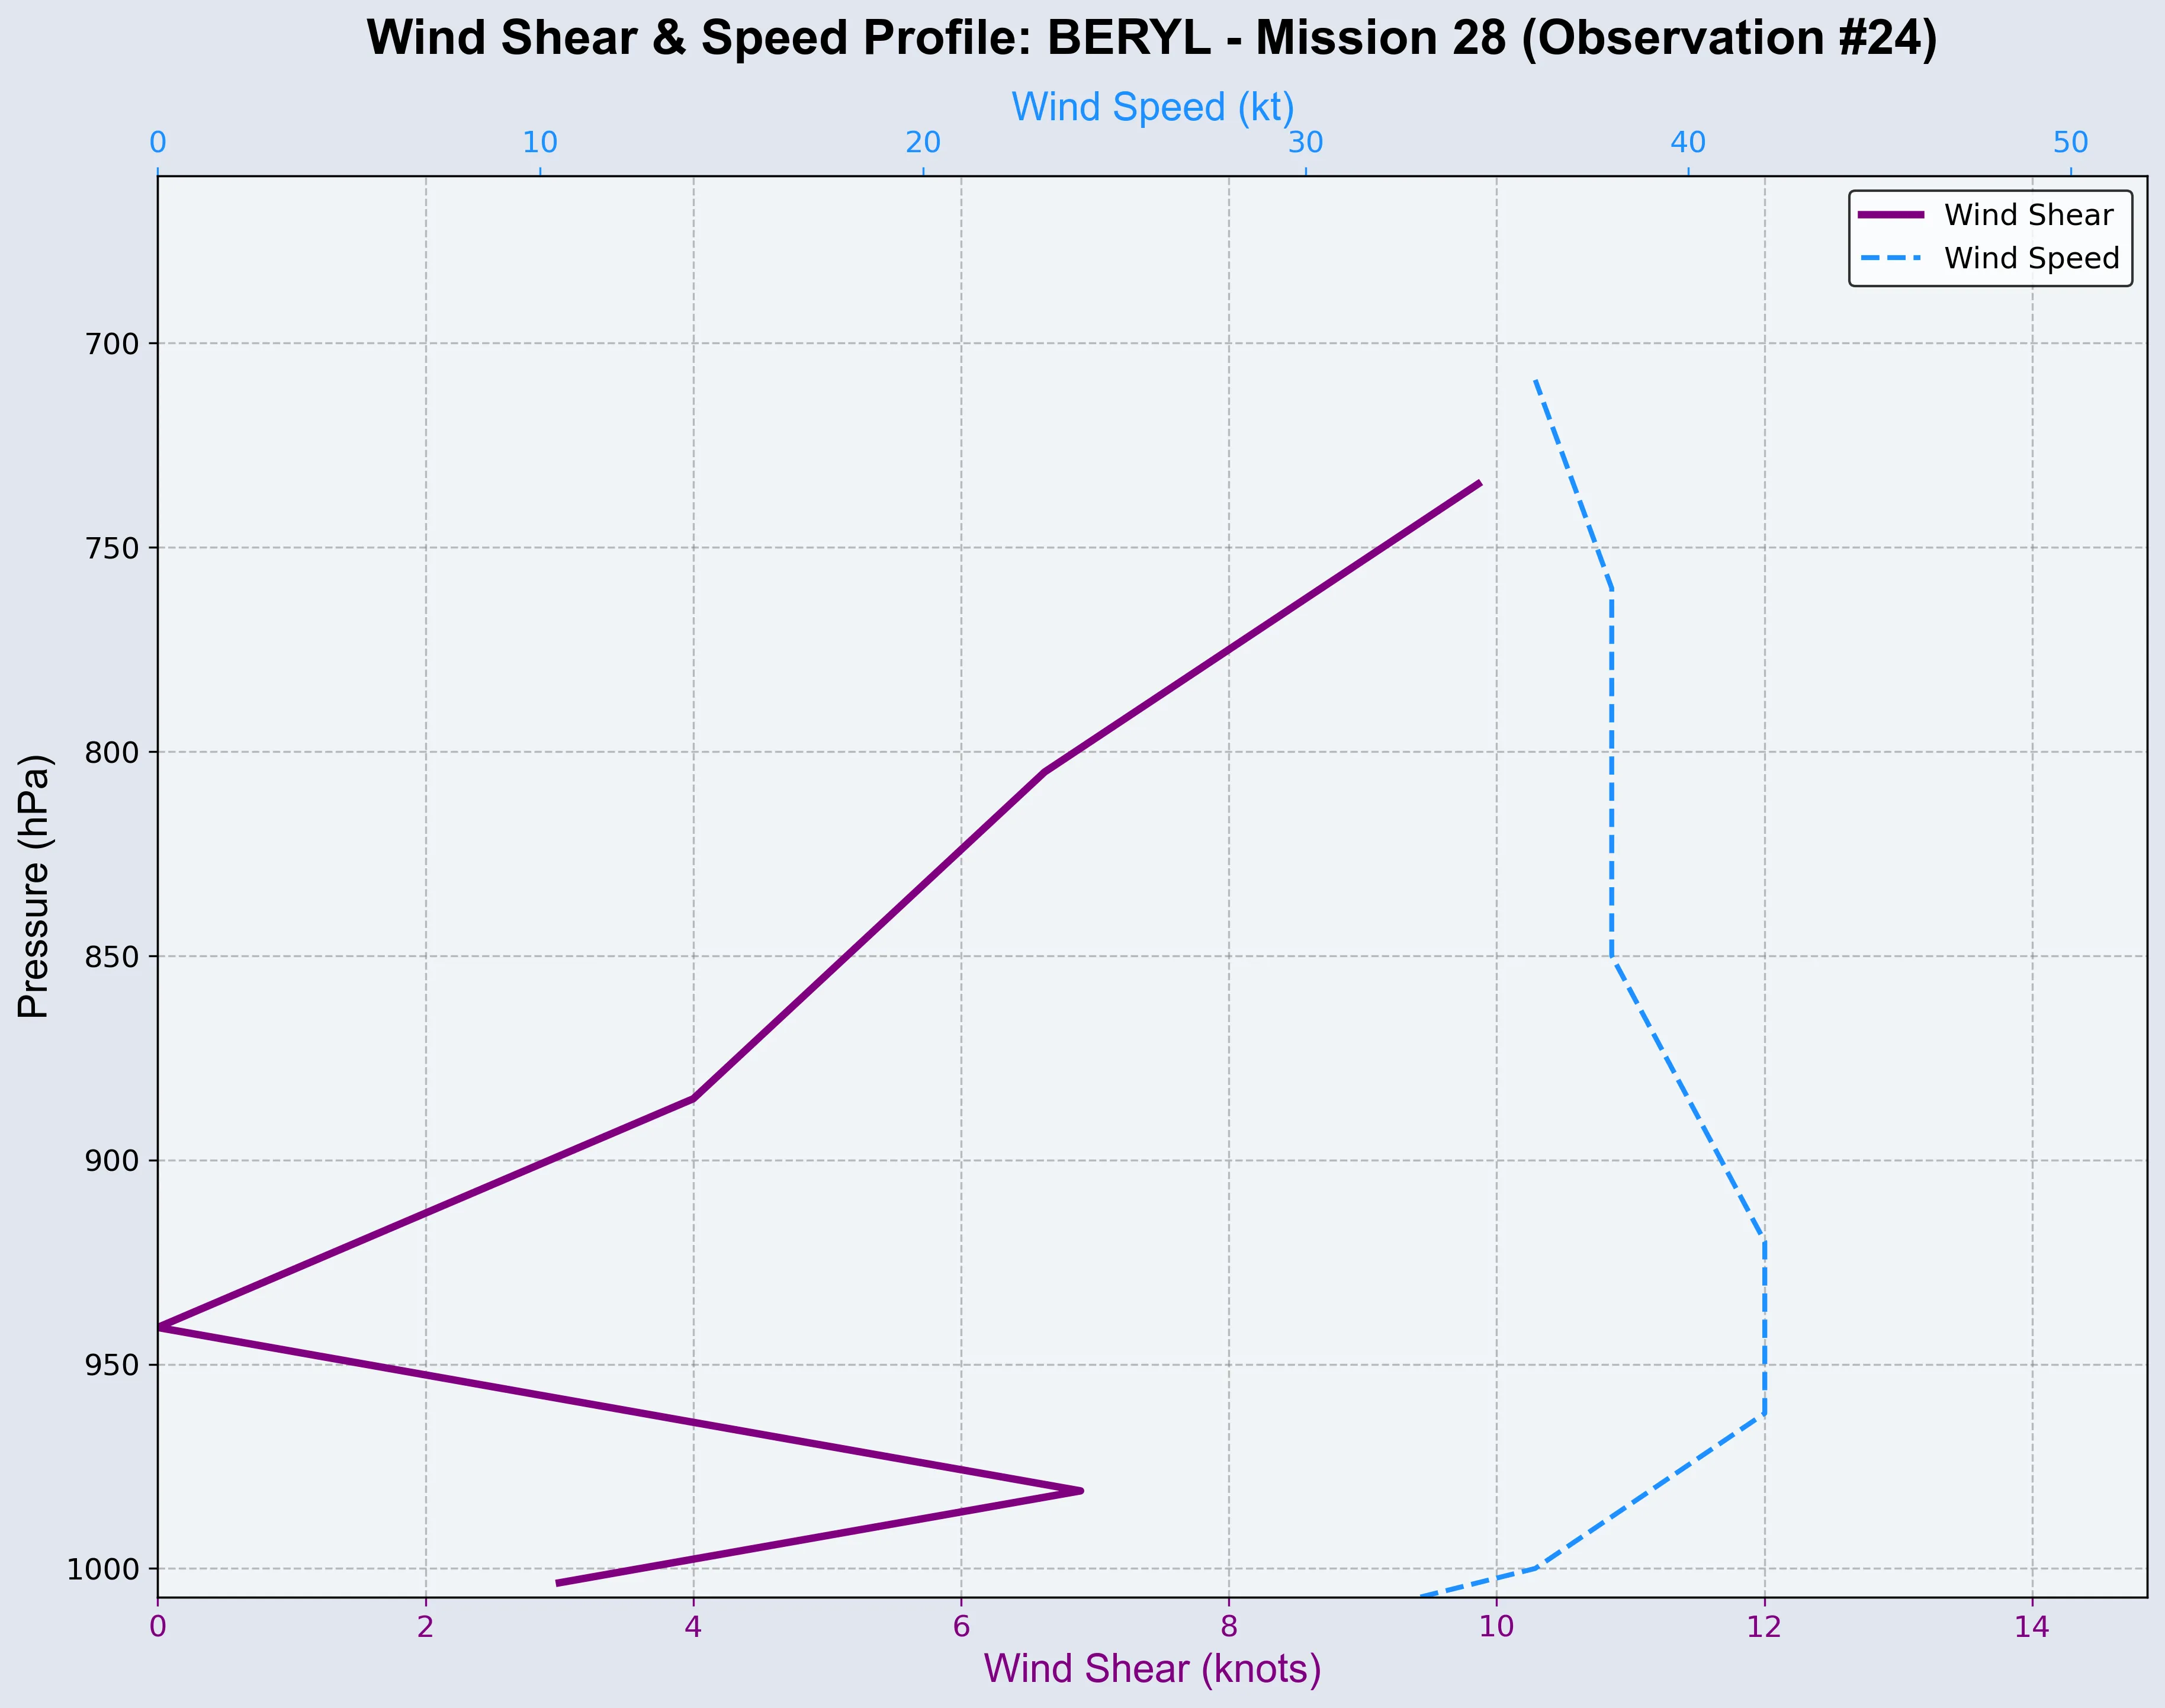 Wind Shear & Speed Profile: BERYL - Mission 28 (Observation #24)
Wind Speed (kt)
0 10 20 30 40 50
Wind Shear
Wind Speed
700
750
800
850
900
950
1000
Pressure (hPa)
0 2 4 6 8 10 12 14
Wind Shear (knots)